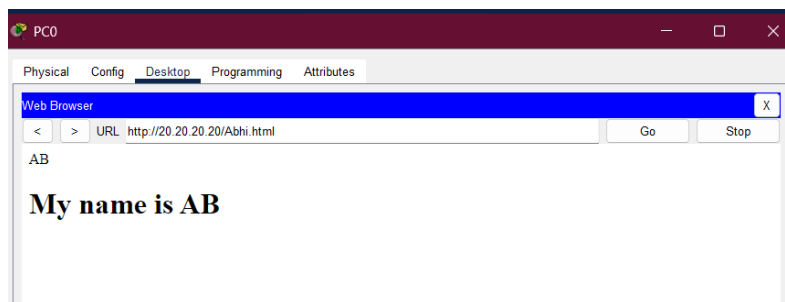 PC0
Physical Config Desktop Programming Attributes
Web Browser X
< > URL http://20.20.20.20/Abhi.html Go Stop
AB
My name is AB